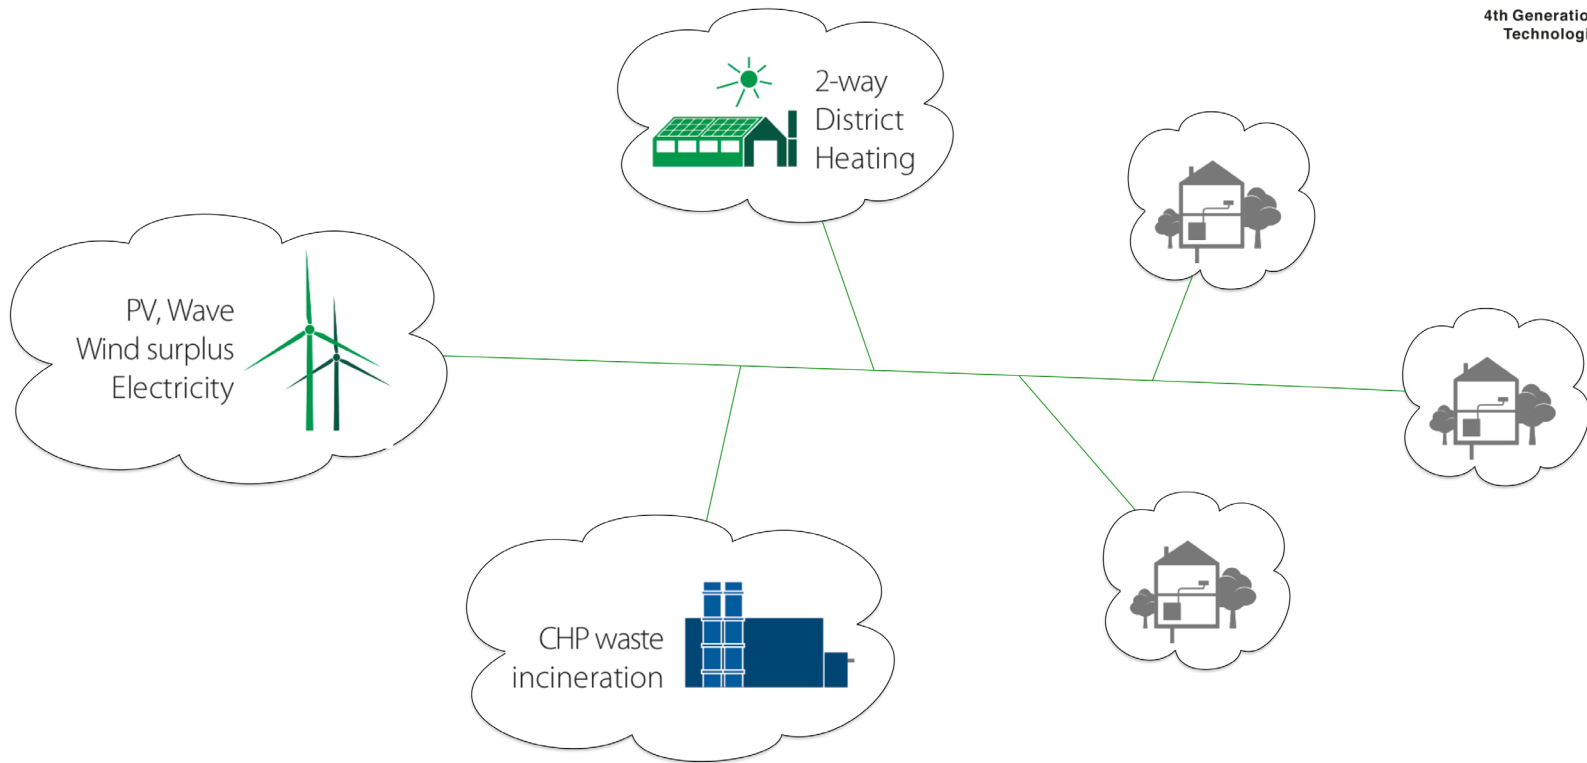 4th Generatio
Technologi
2-way
District
Heating
PV, Wave
Wind surplus
Electricity
CHP waste
incineration